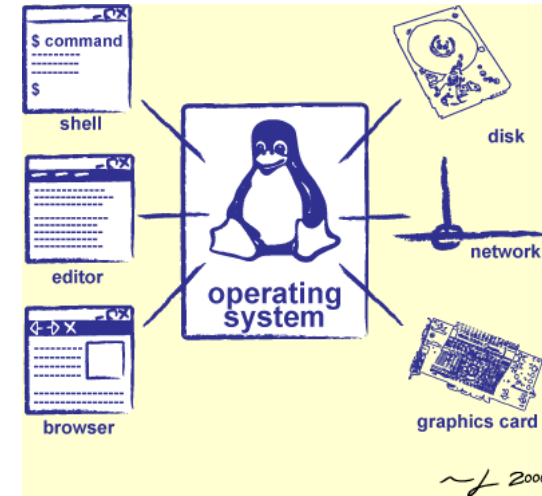 $ command
$
shell
editor
browser
operating
system
disk
network
graphics card